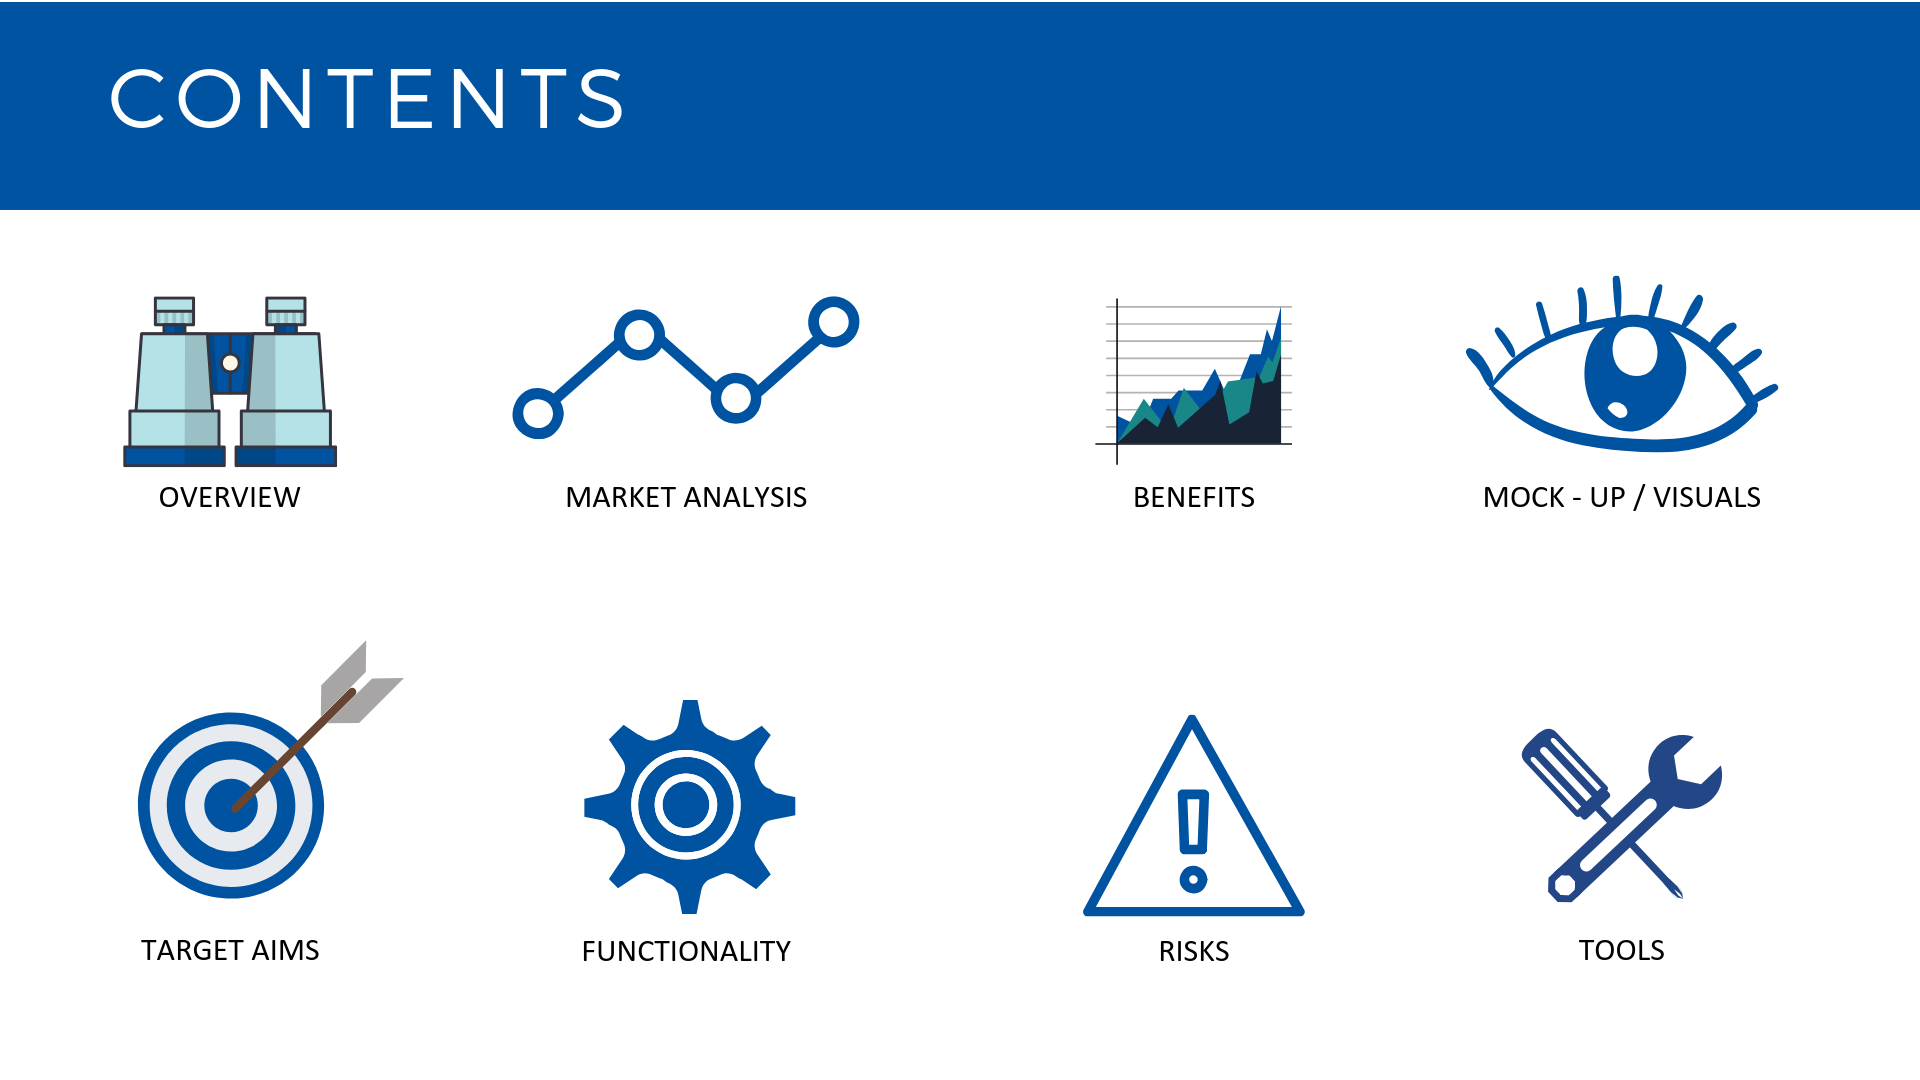 CONTENTS
OVERVIEW
MARKET ANALYSIS
BENEFITS
MOCK - UP / VISUALS
TARGET AIMS
FUNCTIONALITY
RISKS
TOOLS